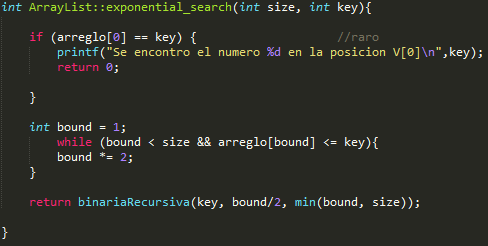 int ArrayList::exponential_search(int size, int key){
if (arreglo[0] == key) { //raro
printf("Se encontro el numero %d en la posicion V[0]\n",key);
return 0;
}
int bound = 1;
while (bound < size && arreglo[bound] <= key){
bound *= 2;
}
return binariaRecursiva(key, bound/2, min(bound, size));
}